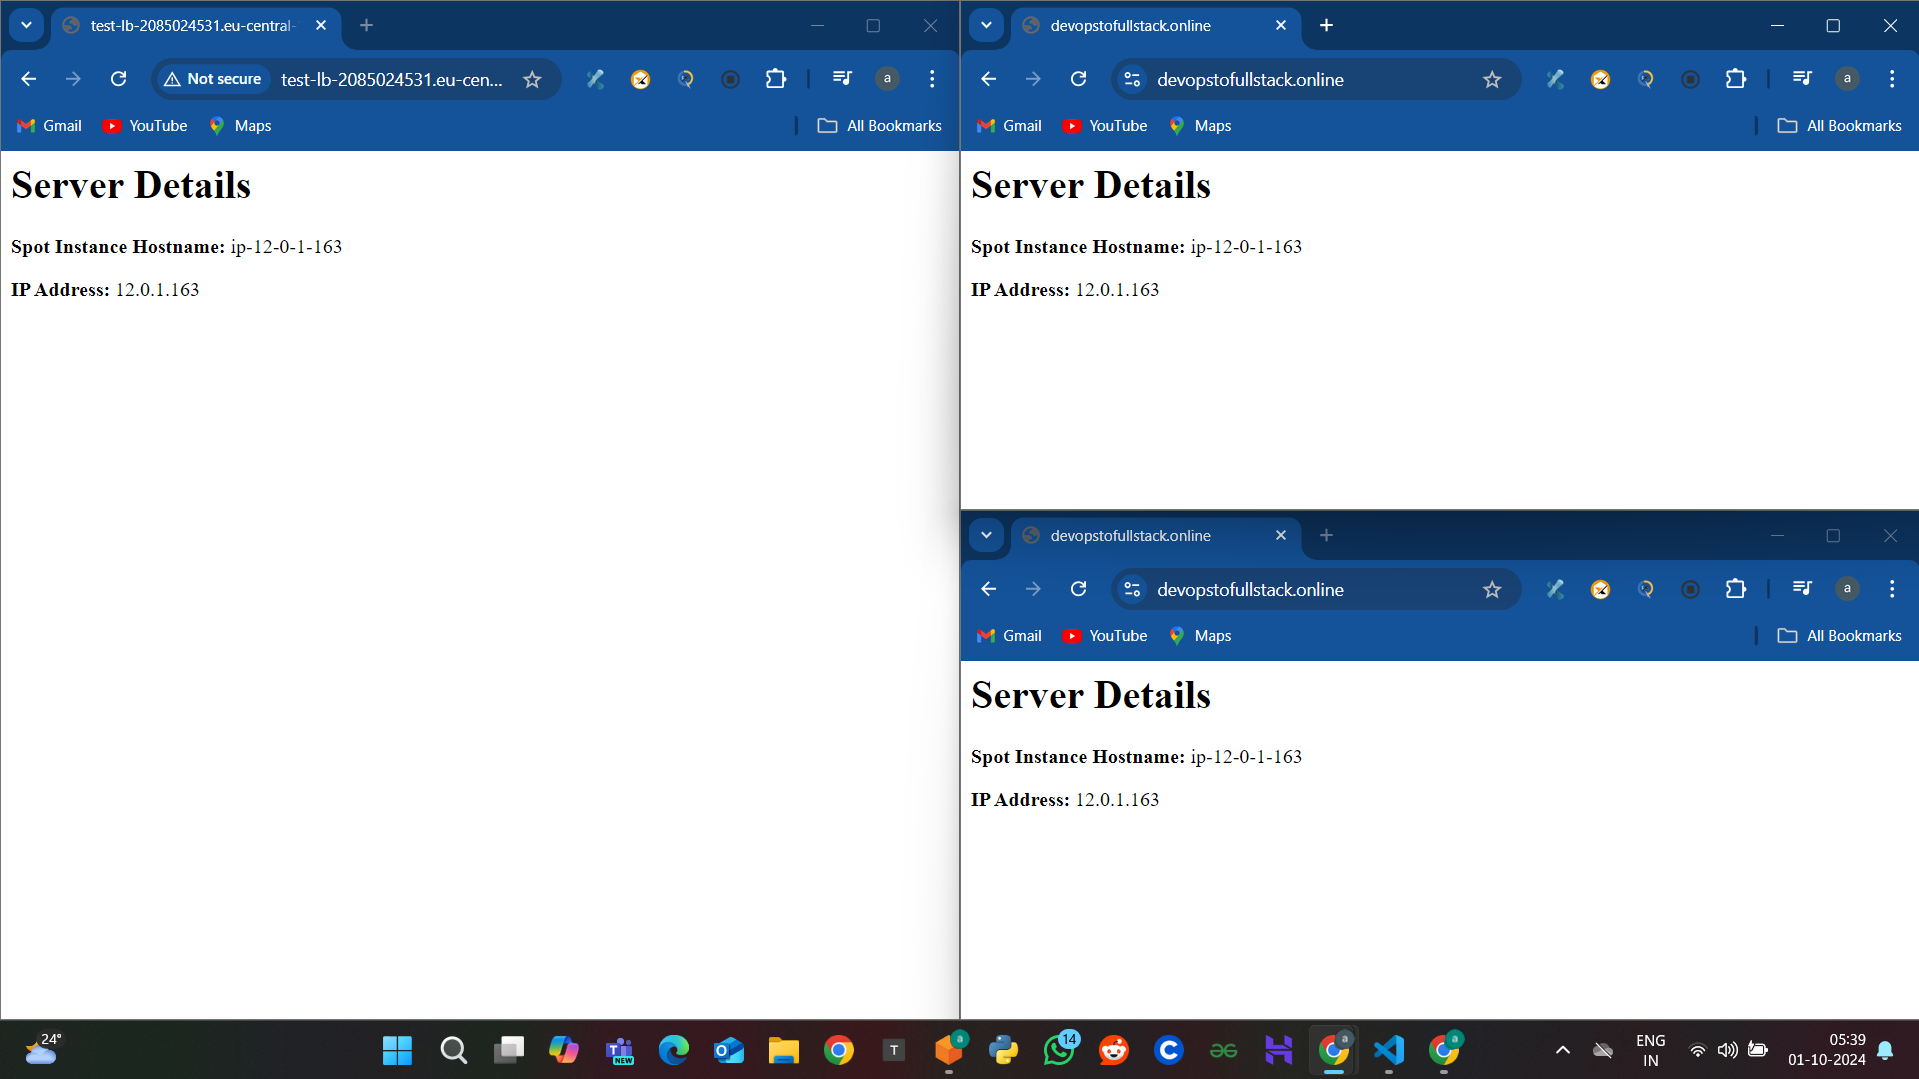 test-lb-2085024531.eu-central-
Not secure
test-lb-2085024531.eu-cen...
a
Gmail
YouTube
Maps
All Bookmarks
Server Details
Spot Instance Hostname: ip-12-0-1-163
IP Address: 12.0.1.163
devopstofullstack.online
devopstofullstack.online
a
Gmail
YouTube
Maps
All Bookmarks
Server Details
Spot Instance Hostname: ip-12-0-1-163
IP Address: 12.0.1.163
devopstofullstack.online
devopstofullstack.online
a
Gmail
YouTube
Maps
All Bookmarks
Server Details
Spot Instance Hostname: ip-12-0-1-163
IP Address: 12.0.1.163
24°
NEW
T
a
14
a
a
ENG
IN
05:39
01-10-2024